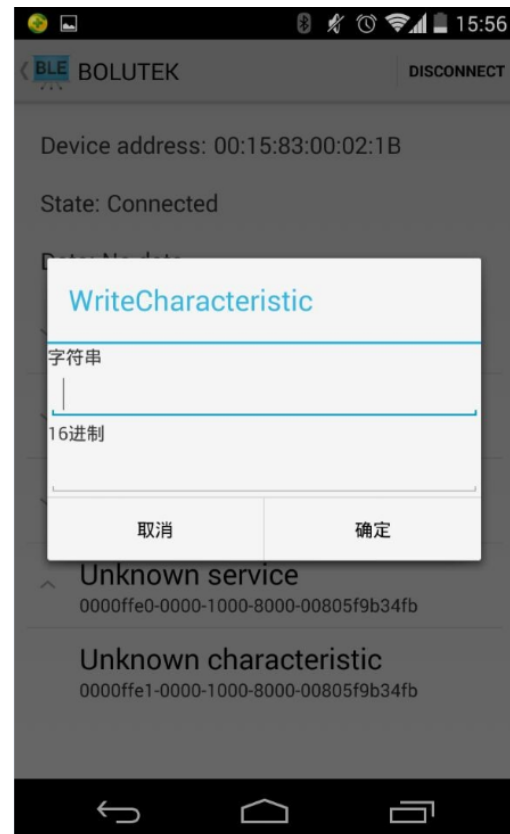 15:56
BLE BOLUTEK DISCONNECT
Device address: 00:15:83:00:02:1B
State: Connected
WriteCharacteristic
字符串
16进制
取消 确定
Unknown service
0000ffe0-0000-1000-8000-00805f9b34fb
Unknown characteristic
0000ffe1-0000-1000-8000-00805f9b34fb